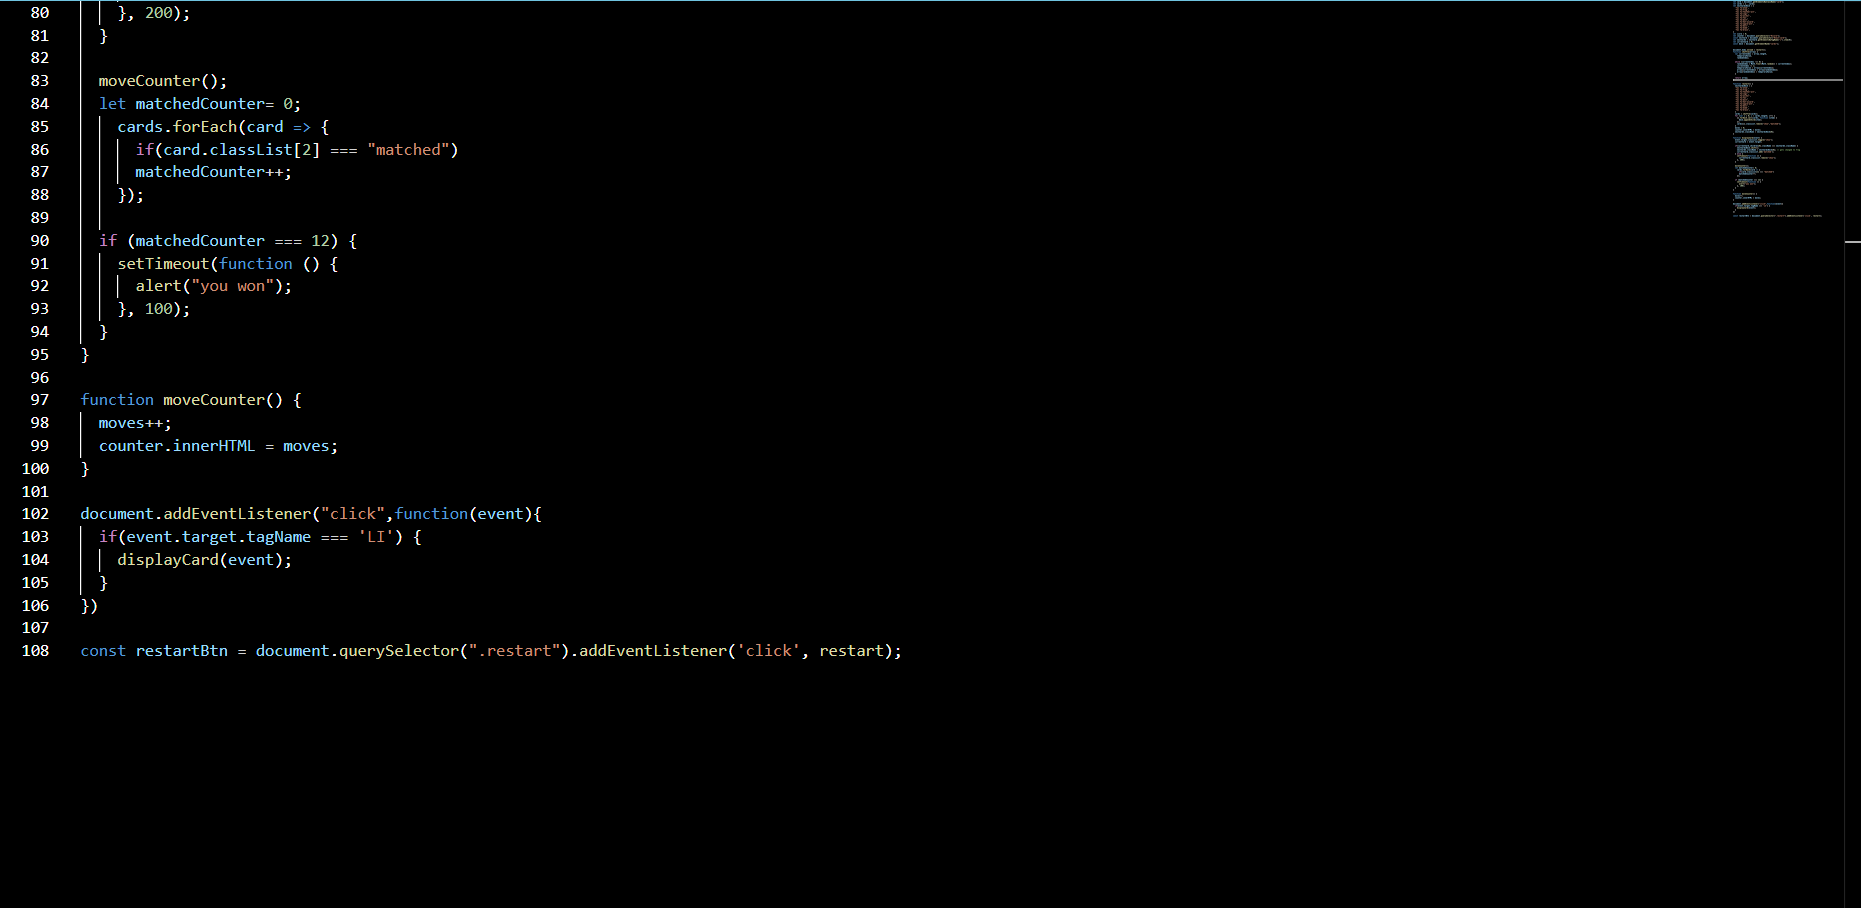 80 }, 200);
81 }
82
83 moveCounter();
84 let matchedCounter= 0;
85 cards.forEach(card => {
86 if(card.classList[2] === "matched")
87 matchedCounter++;
88 });
89
90 if (matchedCounter === 12) {
91 setTimeout(function () {
92 alert("you won");
93 }, 100);
94 }
95 }
96
97 function moveCounter() {
98 moves++;
99 counter.innerHTML = moves;
100 }
101
102 document.addEventListener("click",function(event){
103 if(event.target.tagName === 'LI') {
104 displayCard(event);
105 }
106 })
107
108 const restartBtn = document.querySelector(".restart").addEventListener('click', restart);